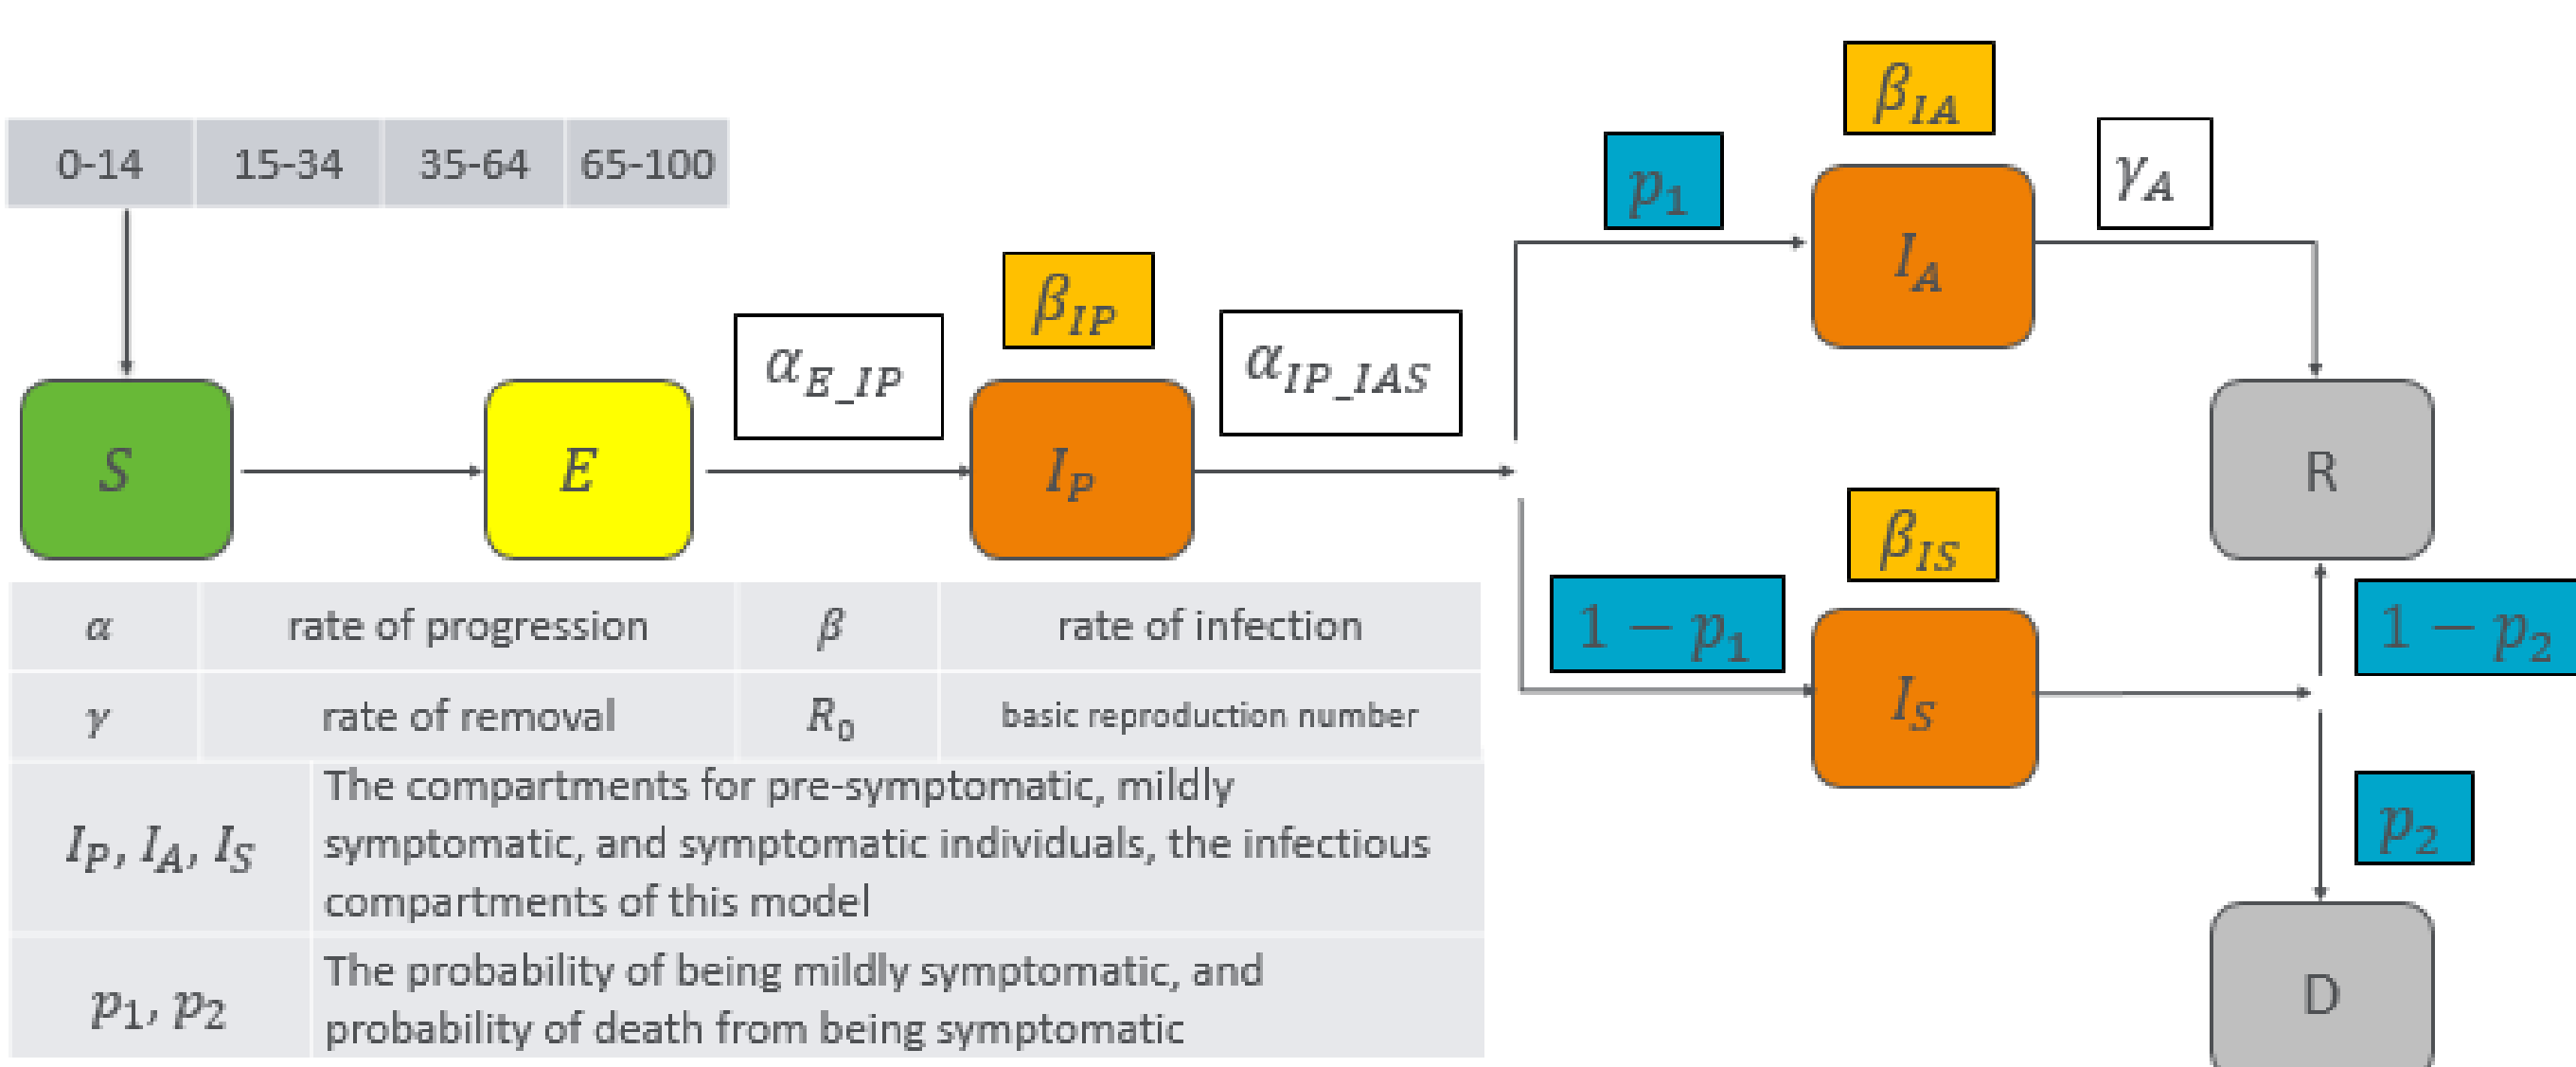 0-14 15-34 35-64 65-100
β_IA
p_1
γ_A
I_A
β_IP
α_E_IP
α_IP_IAS
S
E
I_P
R
β_IS
1 − p_1
I_S
1 − p_2
p_2
D
α rate of progression β rate of infection
γ rate of removal R_0 basic reproduction number
I_P, I_A, I_S
The compartments for pre-symptomatic, mildly
symptomatic, and symptomatic individuals, the infectious
compartments of this model
p_1, p_2
The probability of being mildly symptomatic, and
probability of death from being symptomatic